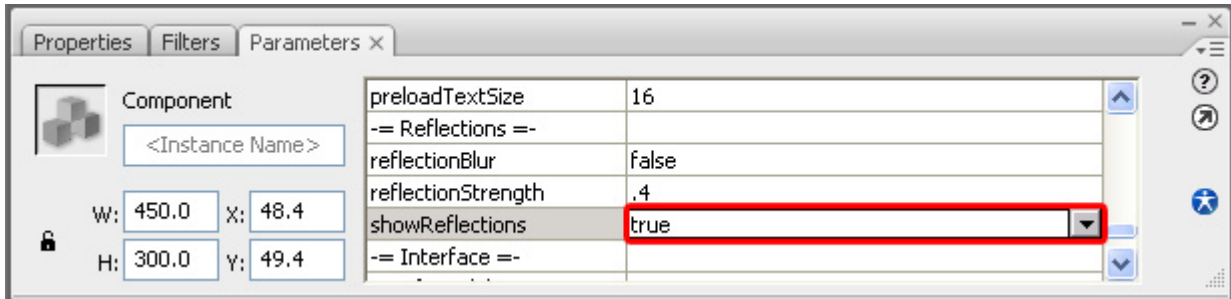 Properties Filters Parameters ×
Component
<Instance Name>
W: 450.0 X: 48.4
H: 300.0 Y: 49.4
preloadTextSize 16
-= Reflections =-
reflectionBlur false
reflectionStrength .4
showReflections true
-= Interface =-